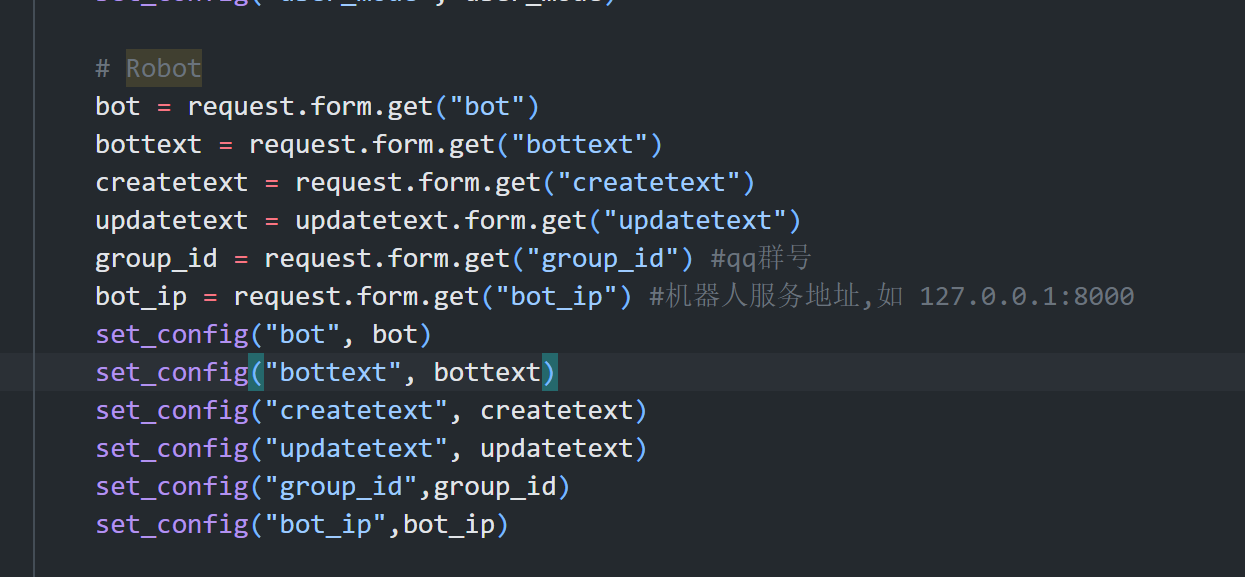 set_config("user_mode", user_mode)
# Robot
bot = request.form.get("bot")
bottext = request.form.get("bottext")
createtext = request.form.get("createtext")
updatetext = updatetext.form.get("updatetext")
group_id = request.form.get("group_id") #qq群号
bot_ip = request.form.get("bot_ip") #机器人服务地址,如 127.0.0.1:8000
set_config("bot", bot)
set_config("bottext", bottext)
set_config("createtext", createtext)
set_config("updatetext", updatetext)
set_config("group_id",group_id)
set_config("bot_ip",bot_ip)